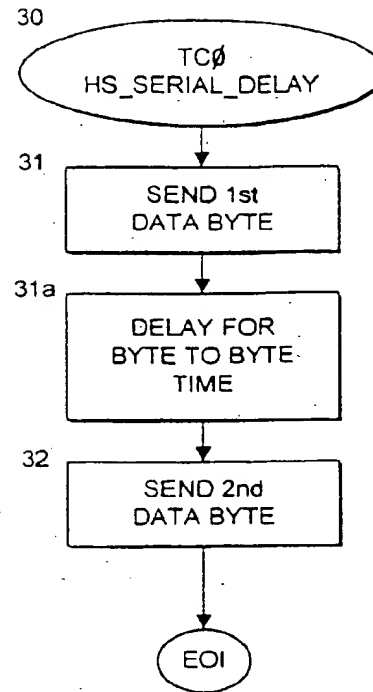 30
TCØ
HS_SERIAL_DELAY
31
SEND 1st
DATA BYTE
31a
DELAY FOR
BYTE TO BYTE
TIME
32
SEND 2nd
DATA BYTE
EOI